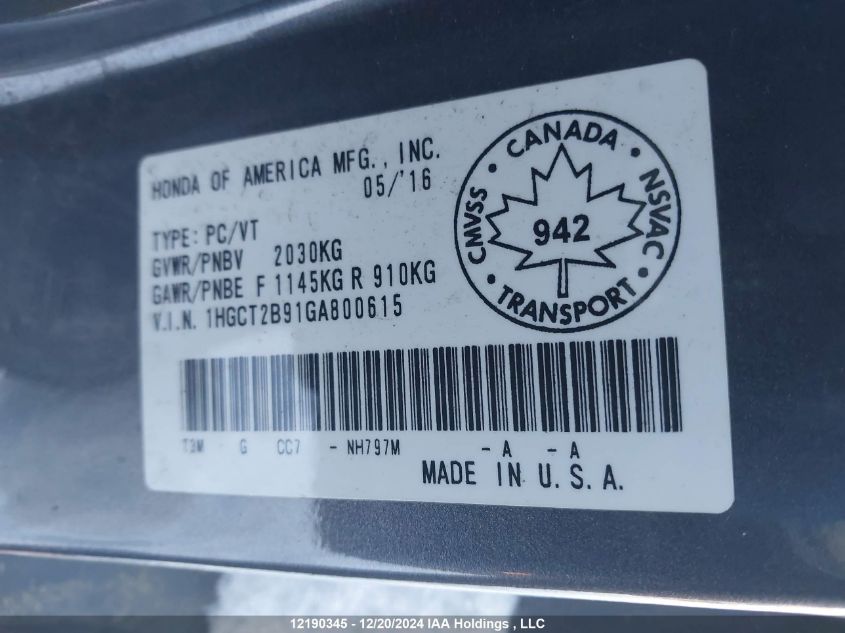 HONDA OF AMERICA MFG., INC.
05/'16
TYPE: PC/VT
GVWR/PNBV 2030KG
GAWR/PNBE F 1145KG R 910KG
V.I.N. 1HGCT2B91GA800615
CANADA
CMVSS
NSVAC
942
TRANSPORT
T3M G CC7 - NH797M - A - A
MADE IN U.S.A.
12190345 - 12/20/2024 IAA Holdings , LLC